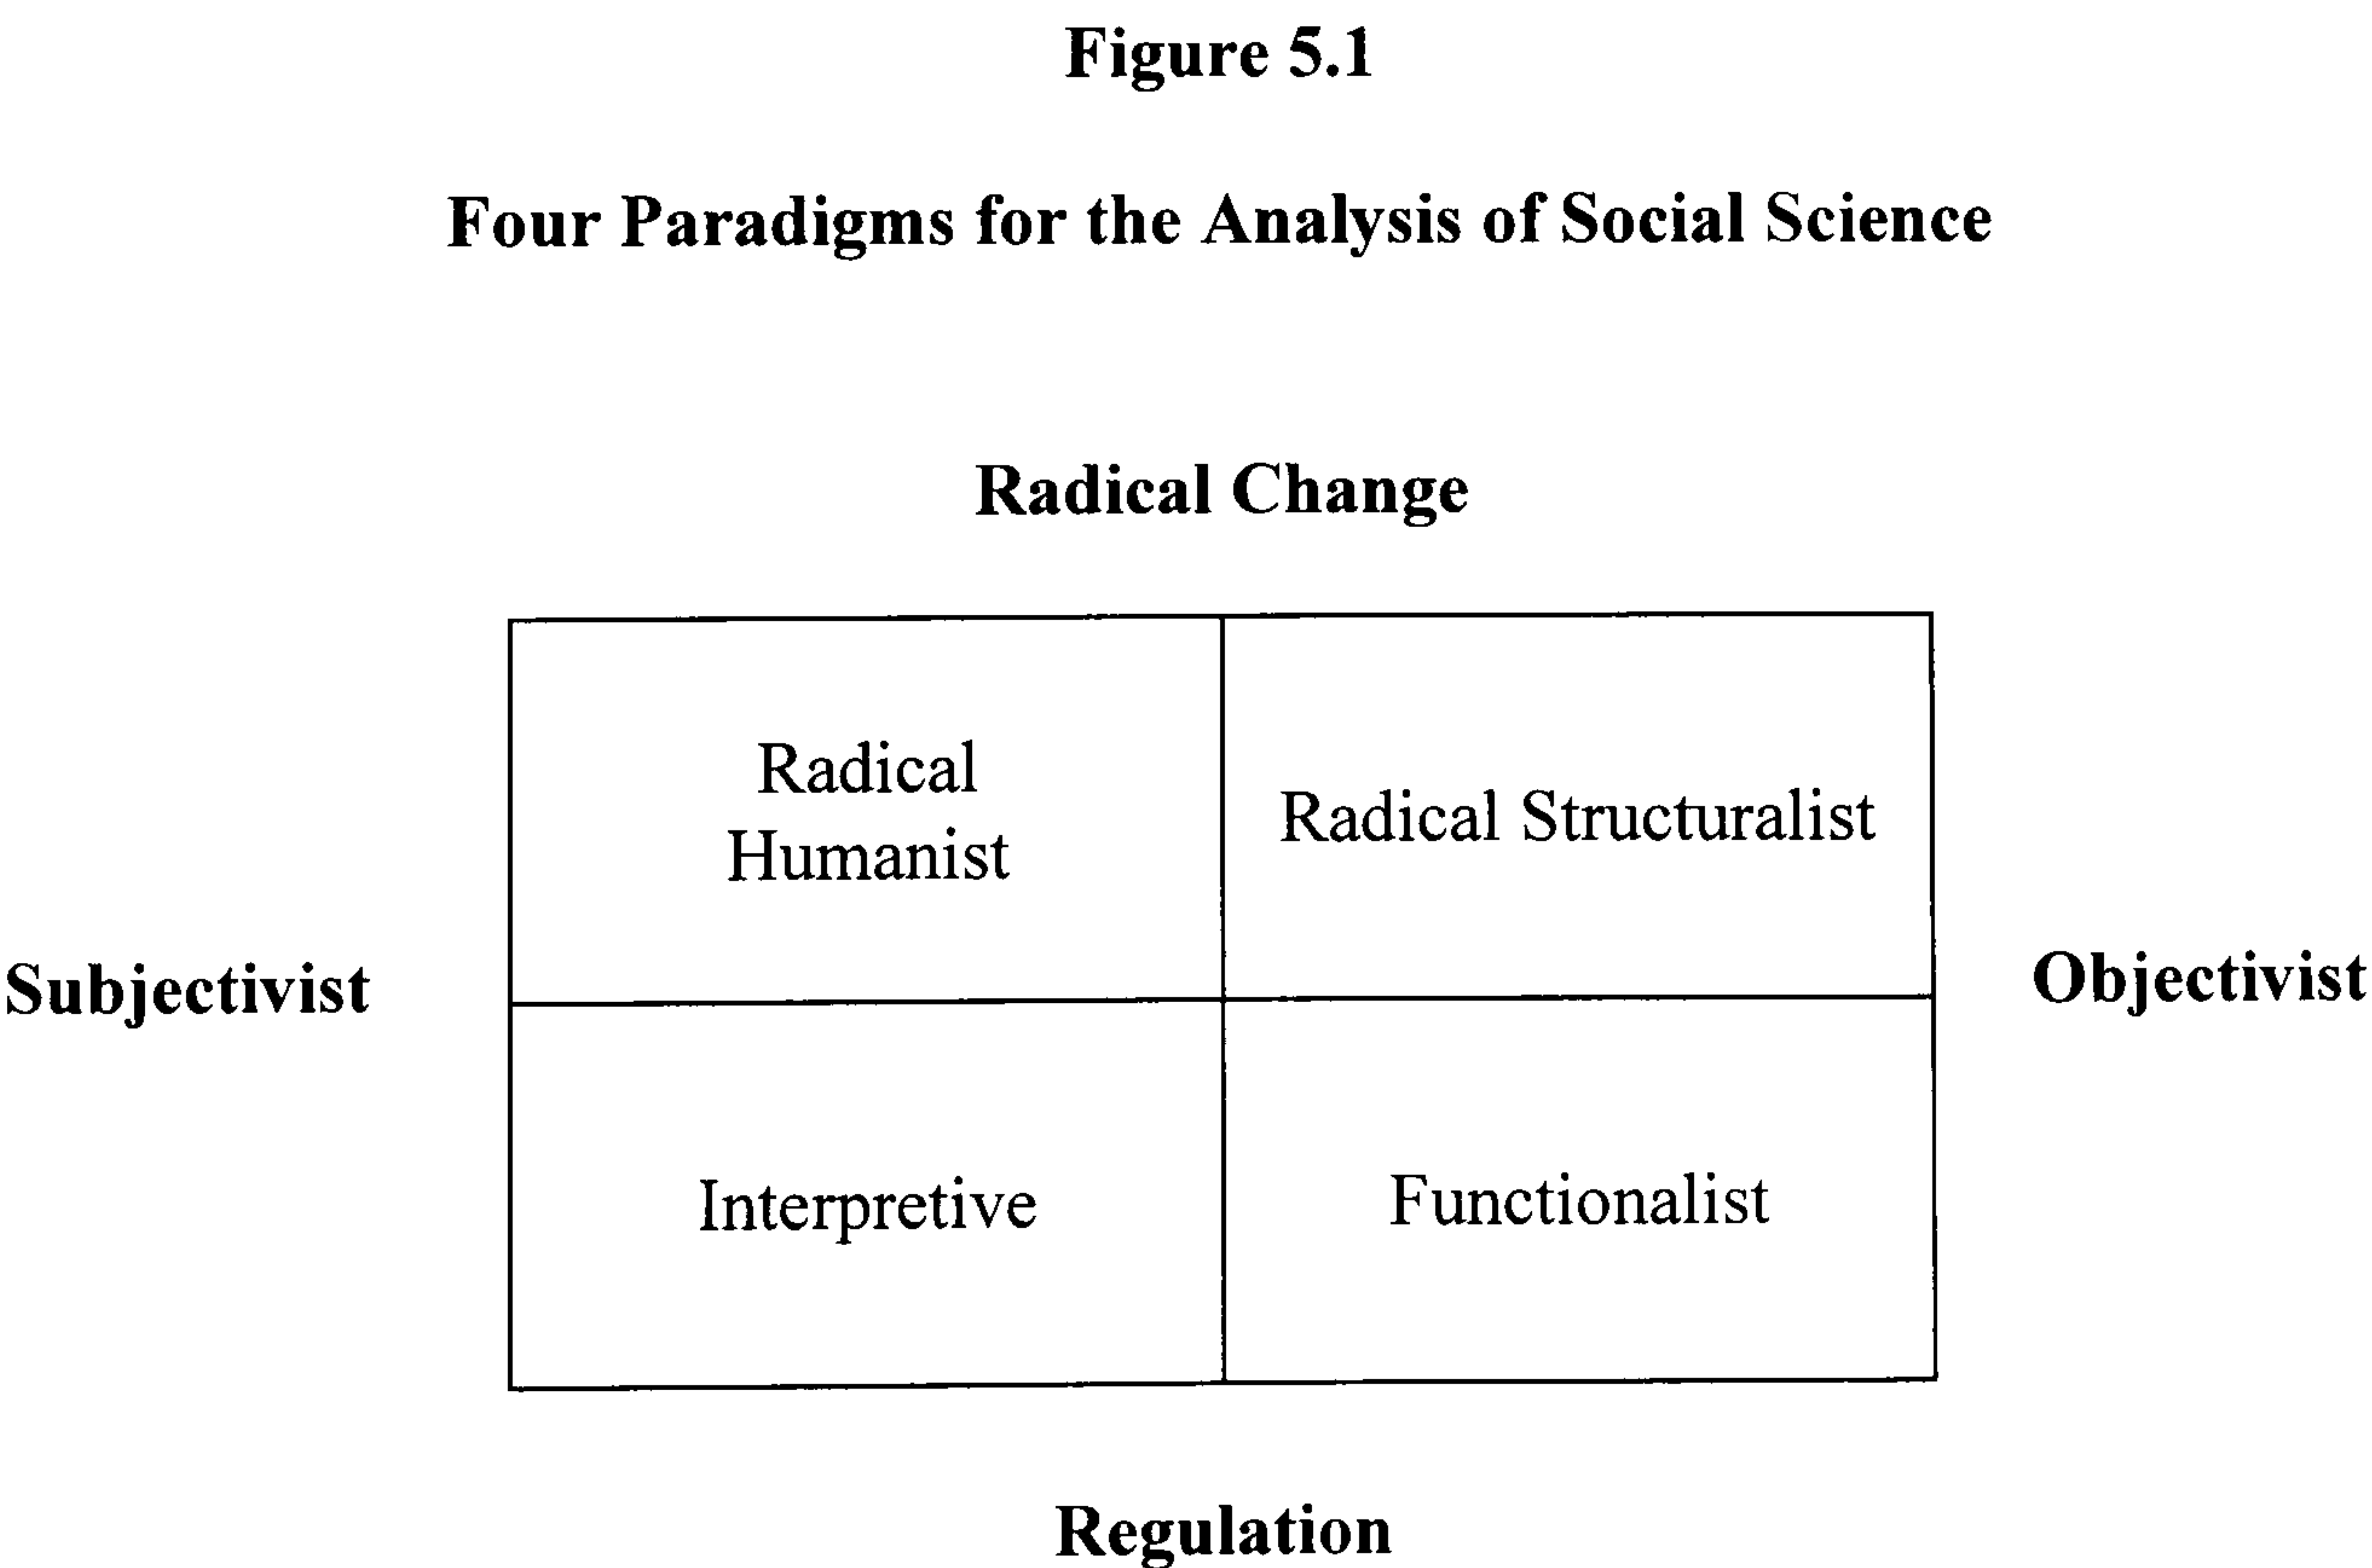 Figure 5.1
Four Paradigms for the Analysis of Social Science
Radical Change
Radical
Humanist
Radical Structuralist
Subjectivist
Objectivist
Interpretive
Functionalist
Regulation